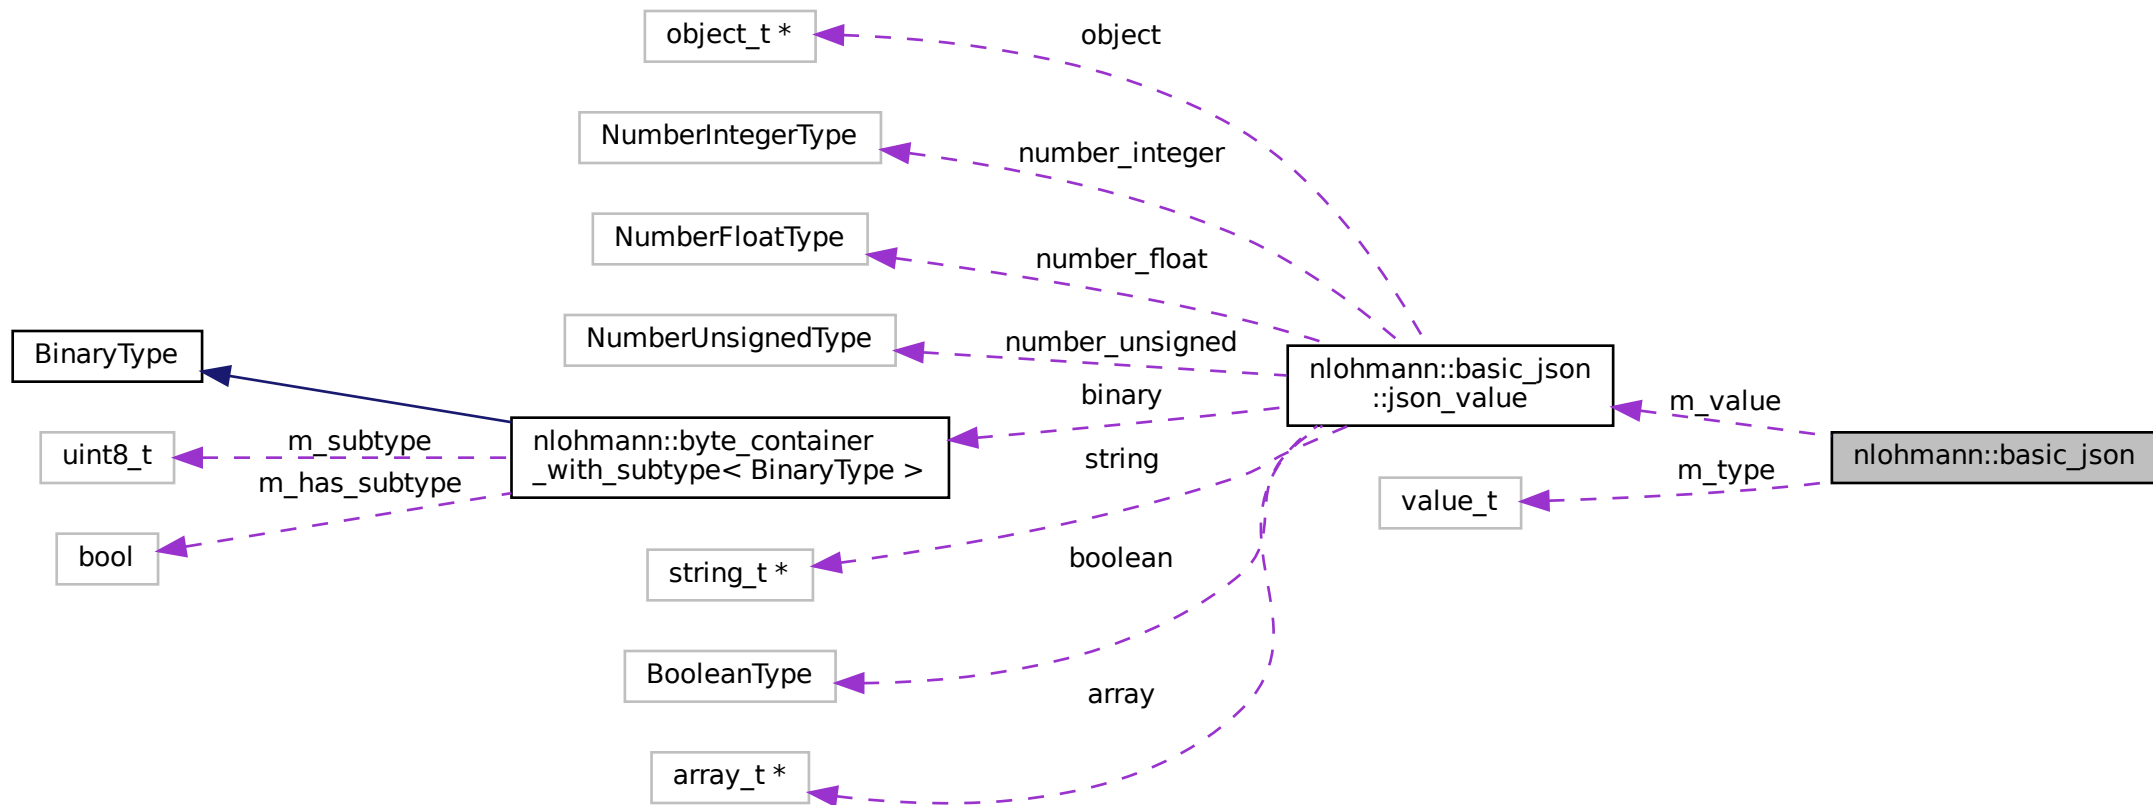 object_t *
object
NumberIntegerType
number_integer
NumberFloatType
number_float
NumberUnsignedType
number_unsigned
BinaryType
nlohmann::basic_json
::json_value
binary
m_value
uint8_t
m_subtype
nlohmann::byte_container
_with_subtype< BinaryType >
string
m_type
nlohmann::basic_json
m_has_subtype
value_t
bool
string_t *
boolean
BooleanType
array
array_t *